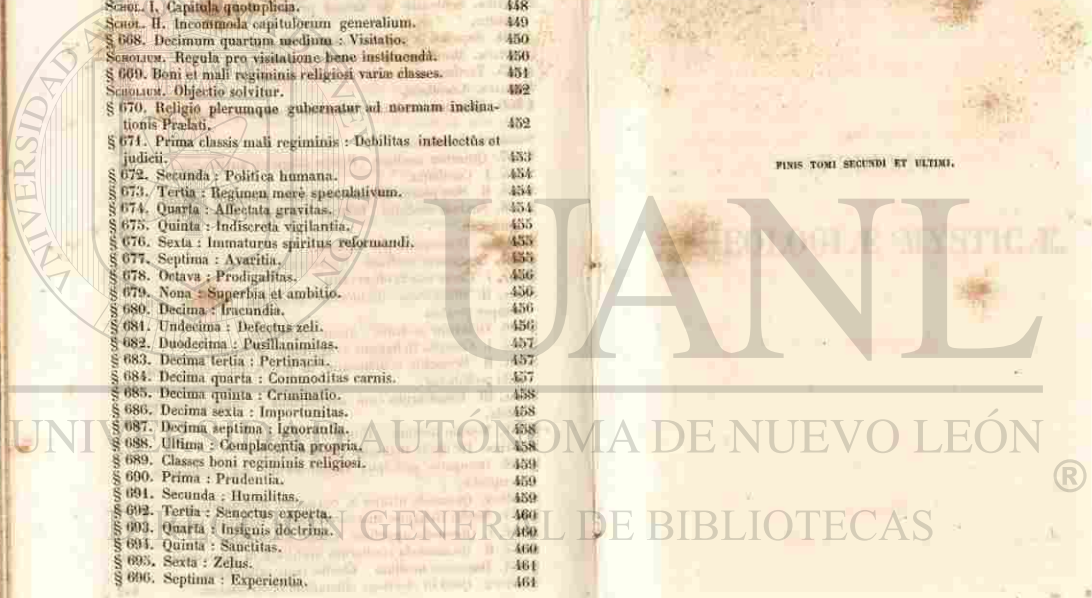 SCHOL. I. Capitula quotuplicia. 448
SCHOL. II. Incommoda capitulorum generalium. 449
§ 668. Decimum quartum medium : Visitatio. 450
SCHOLIUM. Regula pro visitatione bene instituendà. 450
§ 669. Boni et mali regiminis religiosi variæ classes. 451
SCHOLIUM. Objectio solvitur. 452
§ 670. Religio plerumque gubernatur ad normam inclina-
tionis Prælati. 452
§ 671. Prima classis mali regiminis : Debilitas intellectûs et
judicii. 453
§ 672. Secunda : Politica humana. 454
§ 673. Tertia : Regimen merè speculativum. 454
§ 674. Quarta : Affectata gravitas. 454
§ 675. Quinta : Indiscreta vigilantia. 455
§ 676. Sexta : Immaturus spiritus reformandi. 455
§ 677. Septima : Avaritia. 455
§ 678. Octava : Prodigalitas. 456
§ 679. Nona : Superbia et ambitio. 456
§ 680. Decima : Iracundia. 456
§ 681. Undecima : Defectus zeli. 456
§ 682. Duodecima : Pusillanimitas. 457
§ 683. Decima tertia : Pertinacia. 457
§ 684. Decima quarta : Commoditas carnis. 457
§ 685. Decima quinta : Criminatio. 458
§ 686. Decima sexta : Importunitas. 458
§ 687. Decima septima : Ignorantia. 458
§ 688. Ultima : Complacentia propria. 458
§ 689. Classes boni regiminis religiosi. 459
§ 690. Prima : Prudentia. 459
§ 691. Secunda : Humilitas. 459
§ 692. Tertia : Senectus experta. 460
§ 693. Quarta : Insignis doctrina. 460
§ 694. Quinta : Sanctitas. 460
§ 695. Sexta : Zelus. 461
§ 696. Septima : Experientia. 461
FINIS TOMI SECUNDI ET ULTIMI.
UANL
UNIVERSIDAD AUTÓNOMA DE NUEVO LEÓN
®
DIRECCIÓN GENERAL DE BIBLIOTECAS